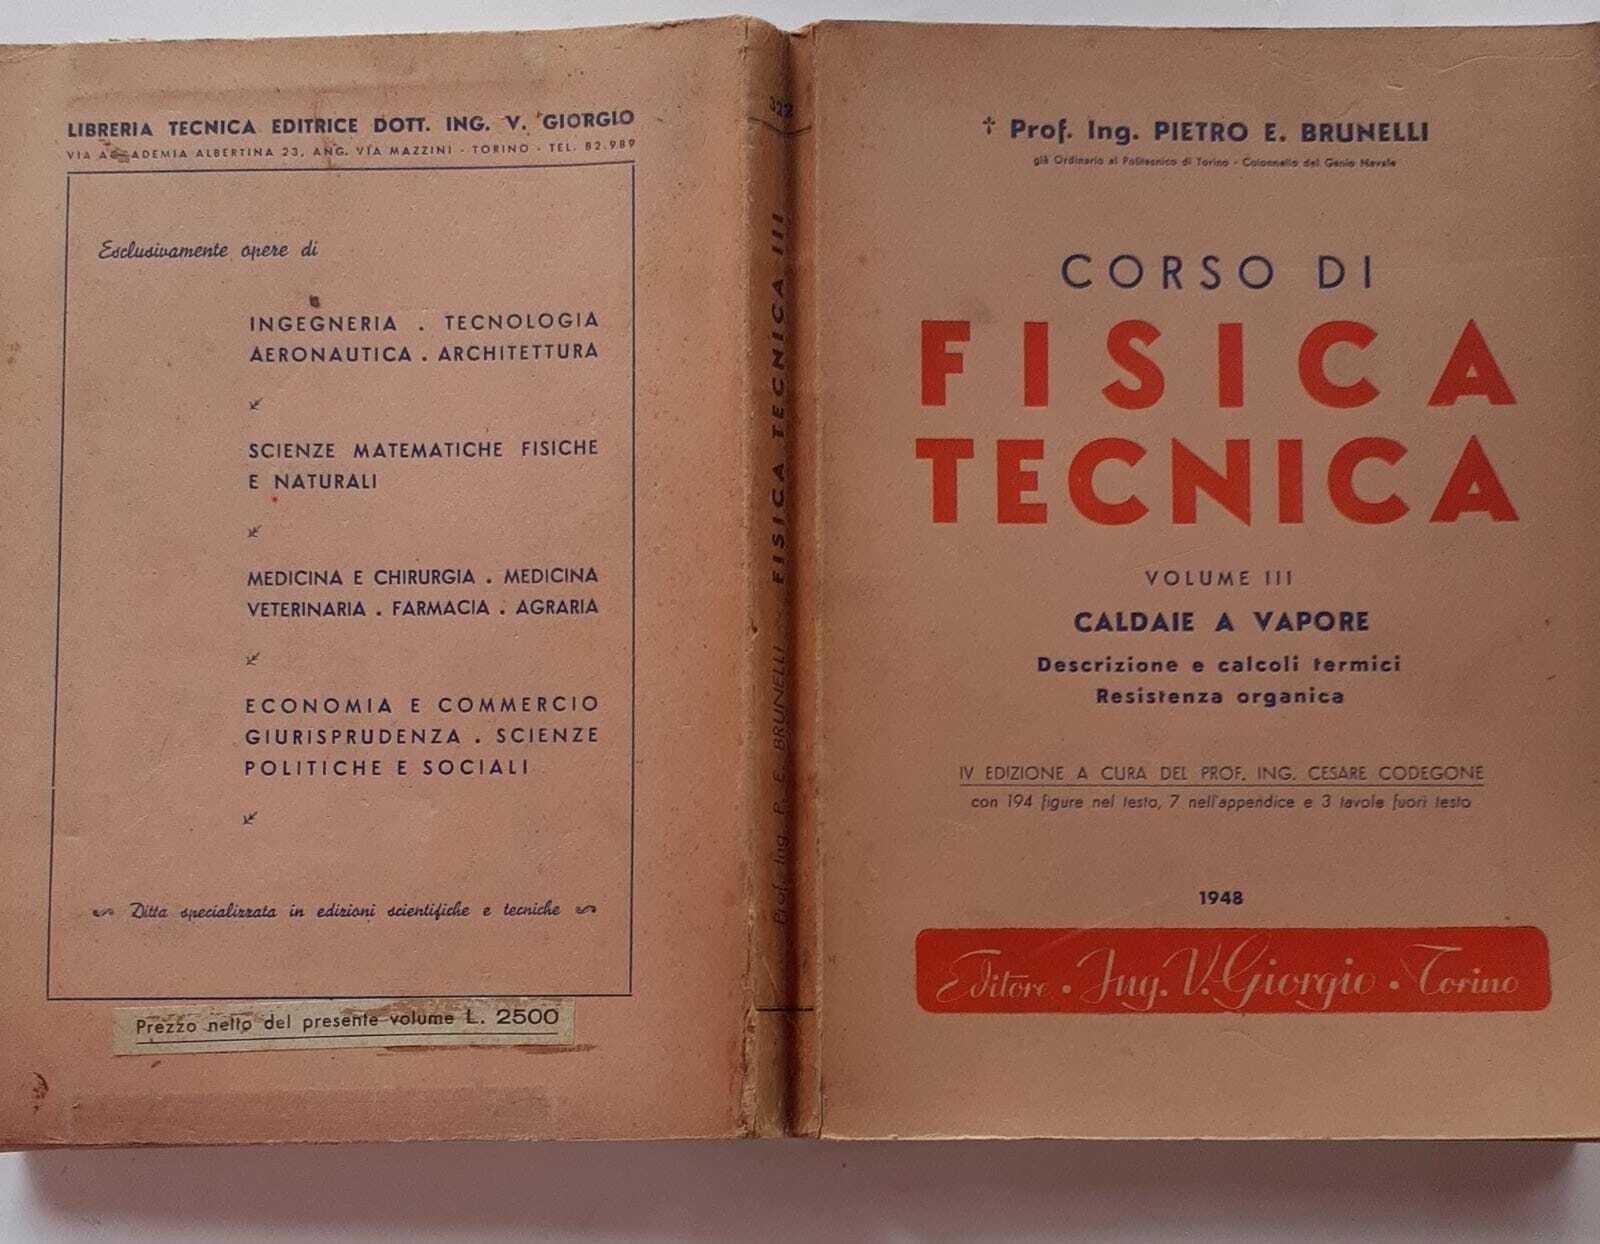 LIBRERIA TECNICA EDITRICE DOTT. ING. V. GIORGIO
VIA ACCADEMIA ALBERTINA 23, ANG. VIA MAZZINI - TORINO - TEL. 82.989
Esclusivamente opere di
INGEGNERIA . TECNOLOGIA
AERONAUTICA . ARCHITETTURA
SCIENZE MATEMATICHE FISICHE
E NATURALI
MEDICINA E CHIRURGIA . MEDICINA
VETERINARIA . FARMACIA . AGRARIA
ECONOMIA E COMMERCIO
GIURISPRUDENZA . SCIENZE
POLITICHE E SOCIALI
Ditta specializzata in edizioni scientifiche e tecniche
Prezzo netto del presente volume L. 2500
322
Prof. Ing. P. E. BRUNELLI - FISICA TECNICA III
† Prof. Ing. PIETRO E. BRUNELLI
già Ordinario al Politecnico di Torino - Colonnello del Genio Navale
CORSO DI
FISICA
TECNICA
VOLUME III
CALDAIE A VAPORE
Descrizione e calcoli termici
Resistenza organica
IV EDIZIONE A CURA DEL PROF. ING. CESARE CODEGONE
con 194 figure nel testo, 7 nell'appendice e 3 tavole fuori testo
1948
Editore · Ing. V. Giorgio · Torino